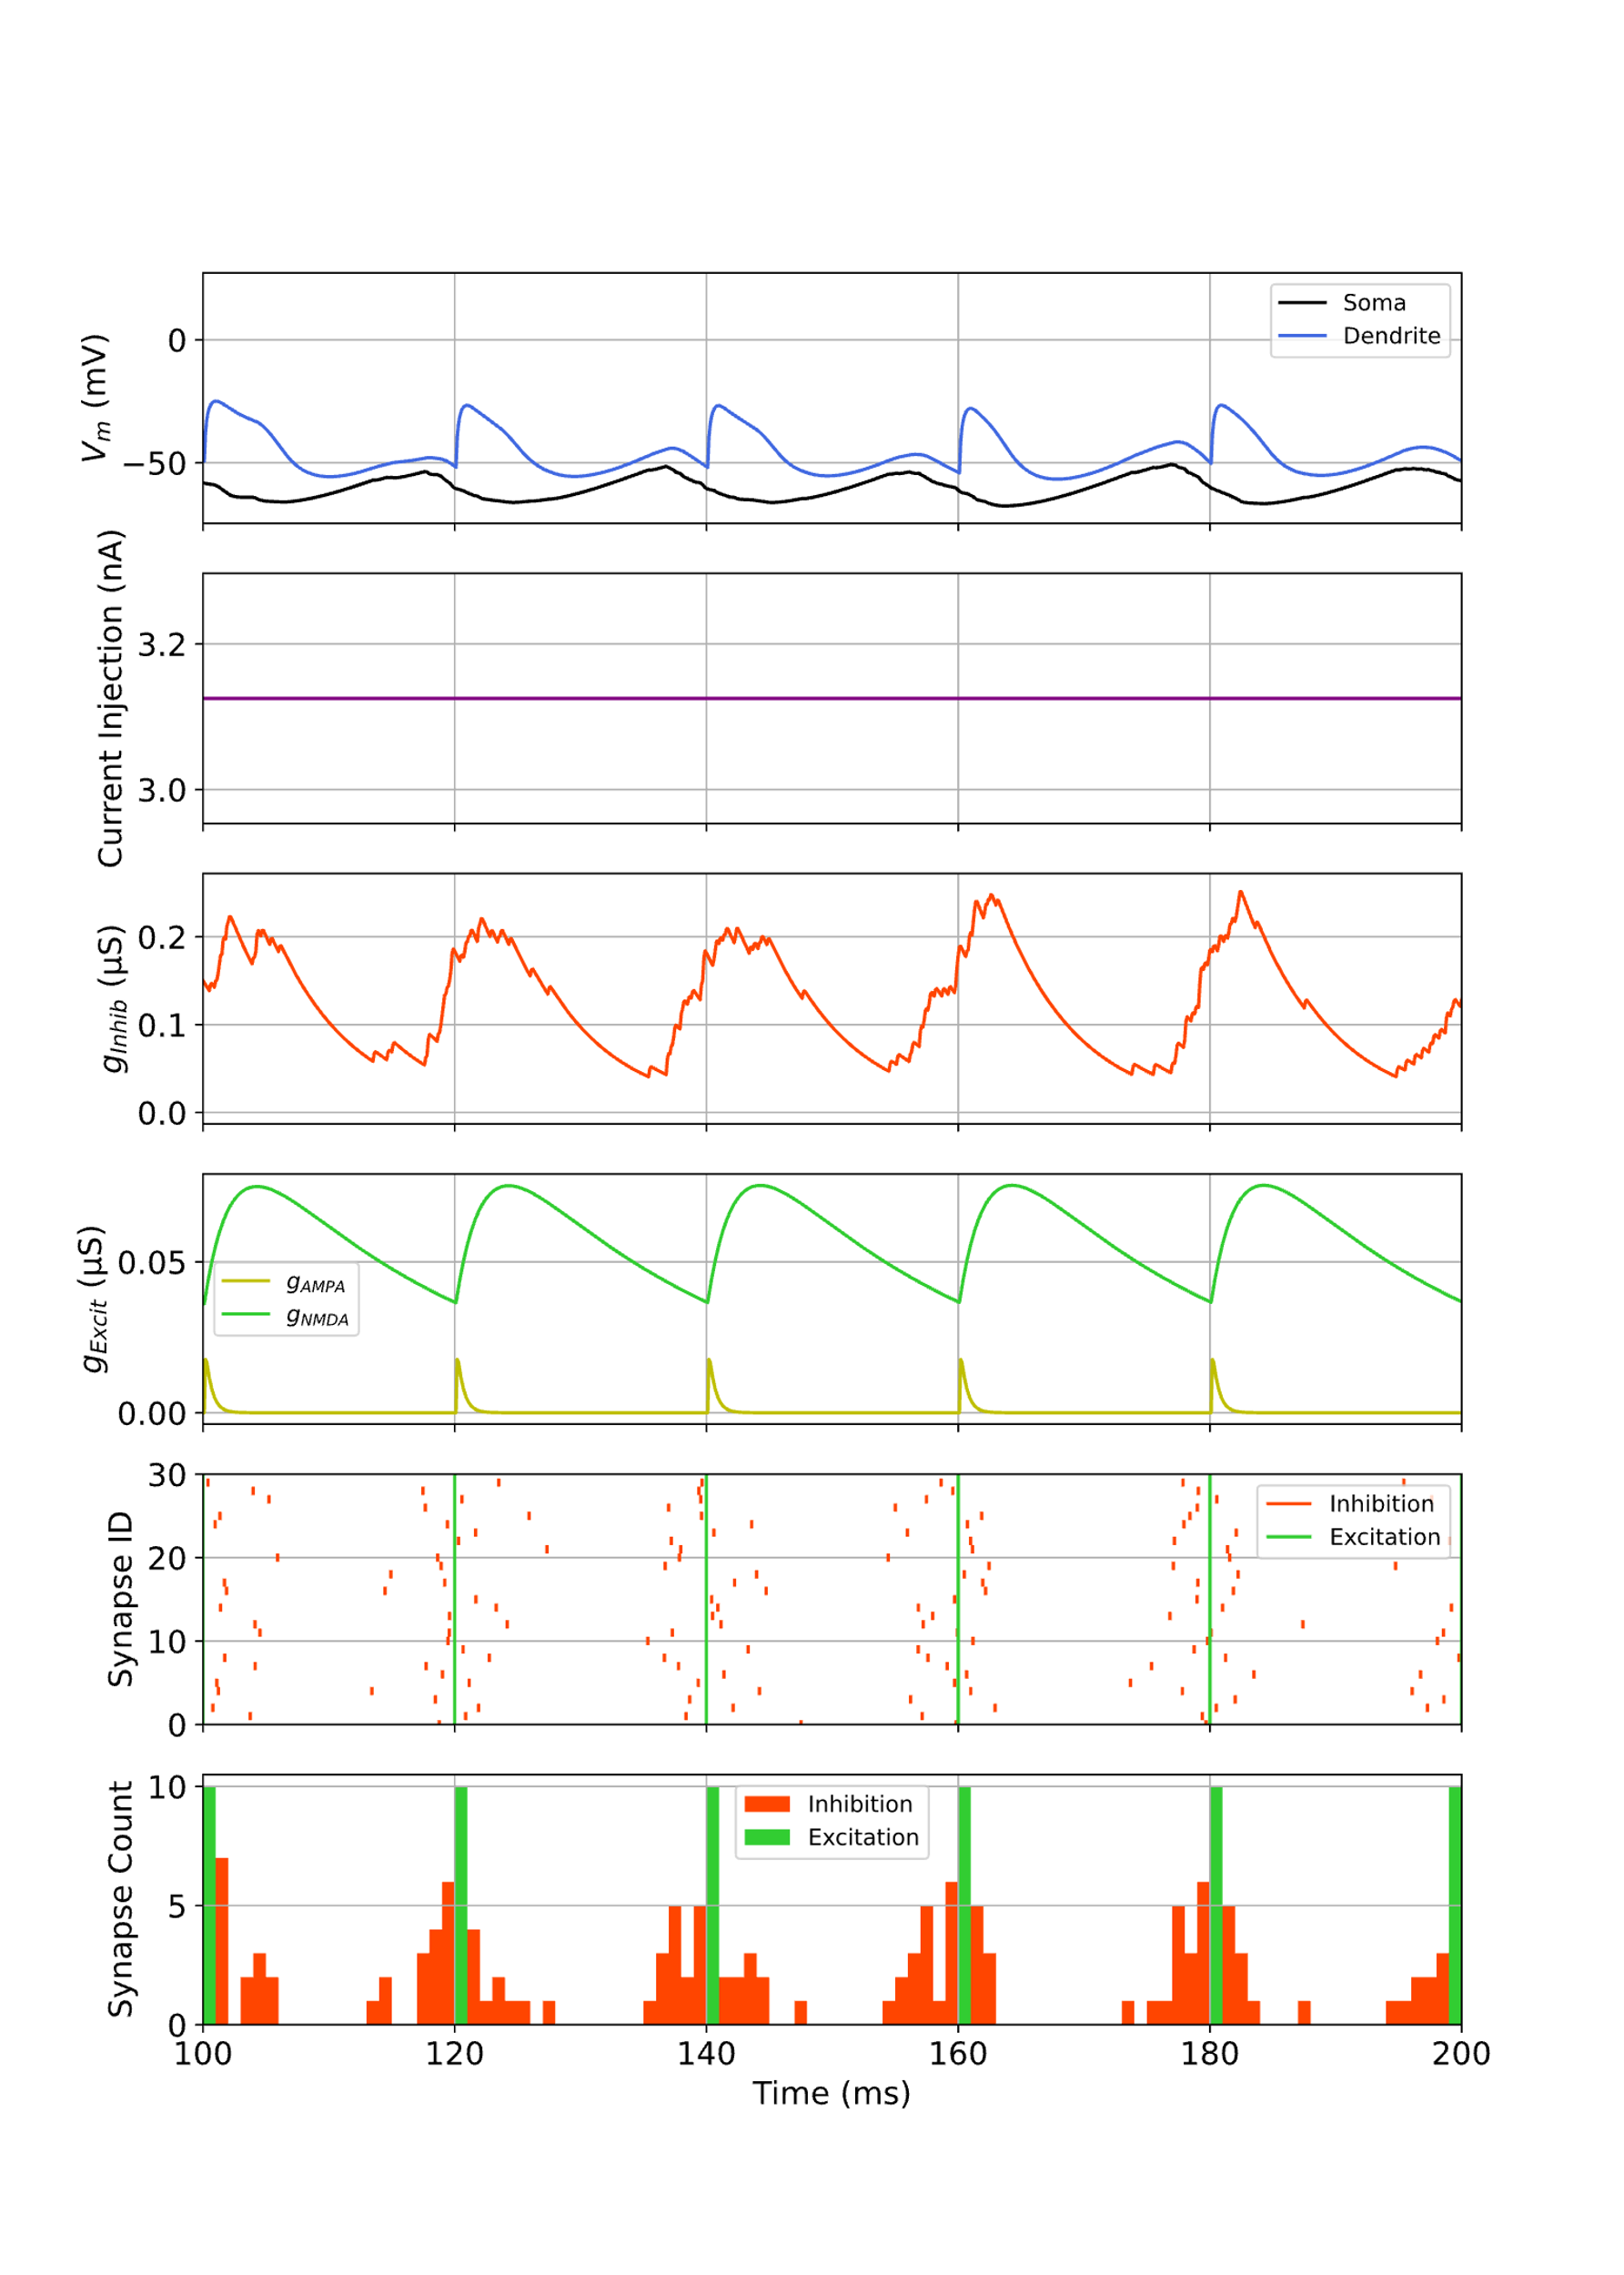 V_m (mV)
0
−50
Soma
Dendrite
Current Injection (nA)
3.2
3.0
g_Inhib (µS)
0.2
0.1
0.0
g_Excit (µS)
0.05
0.00
g_AMPA
g_NMDA
Synapse ID
30
20
10
0
Inhibition
Excitation
Synapse Count
10
5
0
Inhibition
Excitation
100 120 140 160 180 200
Time (ms)